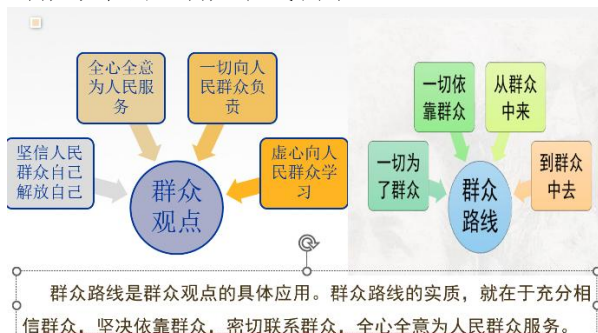 全心全意
为人民服
务
一切向人
民群众负
责
坚信人民
群众自己
解放自己
虚心向人
民群众学
习
群众
观点
一切依
靠群众
从群众
中来
一切为
了群众
到群众
中去
群众
路线
群众路线是群众观点的具体应用。群众路线的实质，就在于充分相
信群众，坚决依靠群众，密切联系群众，全心全意为人民群众服务。